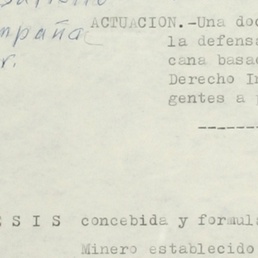 ACTUACION.-Una doc
la defensa
mpaña
cana basad
r.
Derecho In
gentes a p
E S I S concebida y formula
Minero establecido